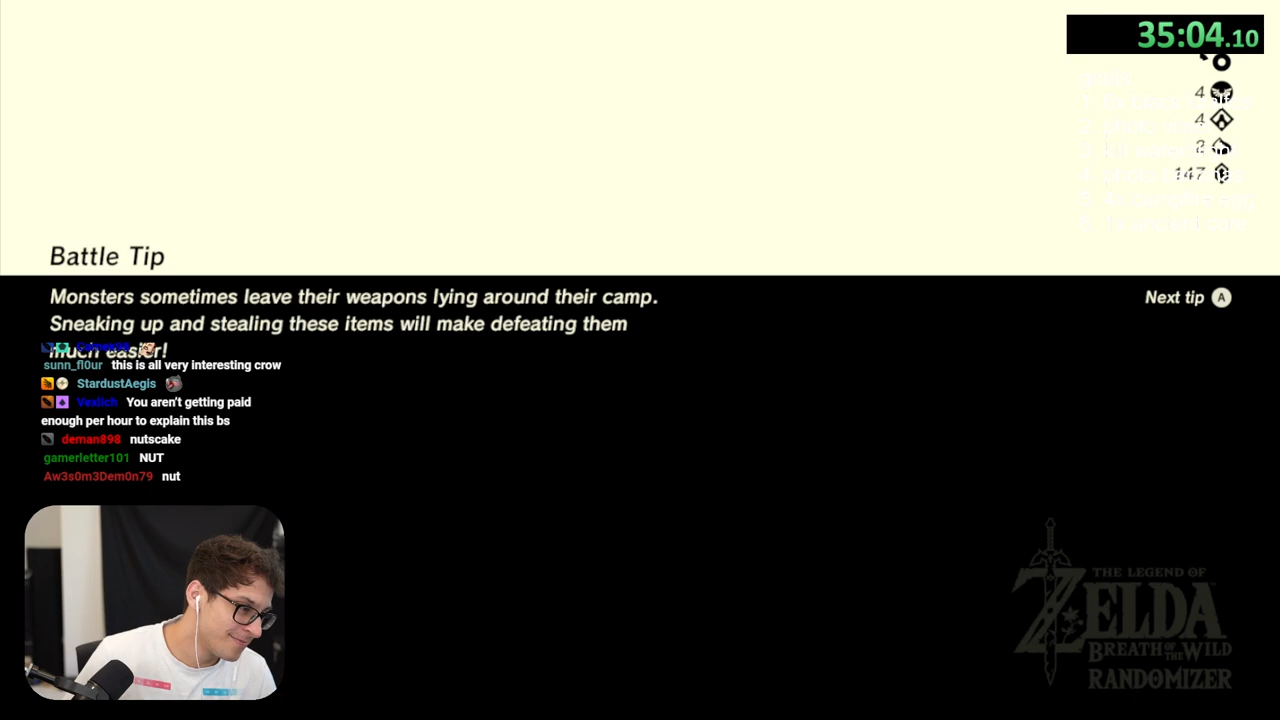 35:04.10
4
4
147
Battle Tip
Monsters sometimes leave their weapons lying around their camp.
Sneaking up and stealing these items will make defeating them
much easier!
Next tip A
sunn_fl0ur this is all very interesting crow
StardustAegis
Vexlich You aren’t getting paid
enough per hour to explain this bs
deman898 nutscake
gamerletter101 NUT
Aw3s0m3Dem0n79 nut
THE LEGEND OF
ZELDA
BREATH OF THE WILD
RANDOMIZER